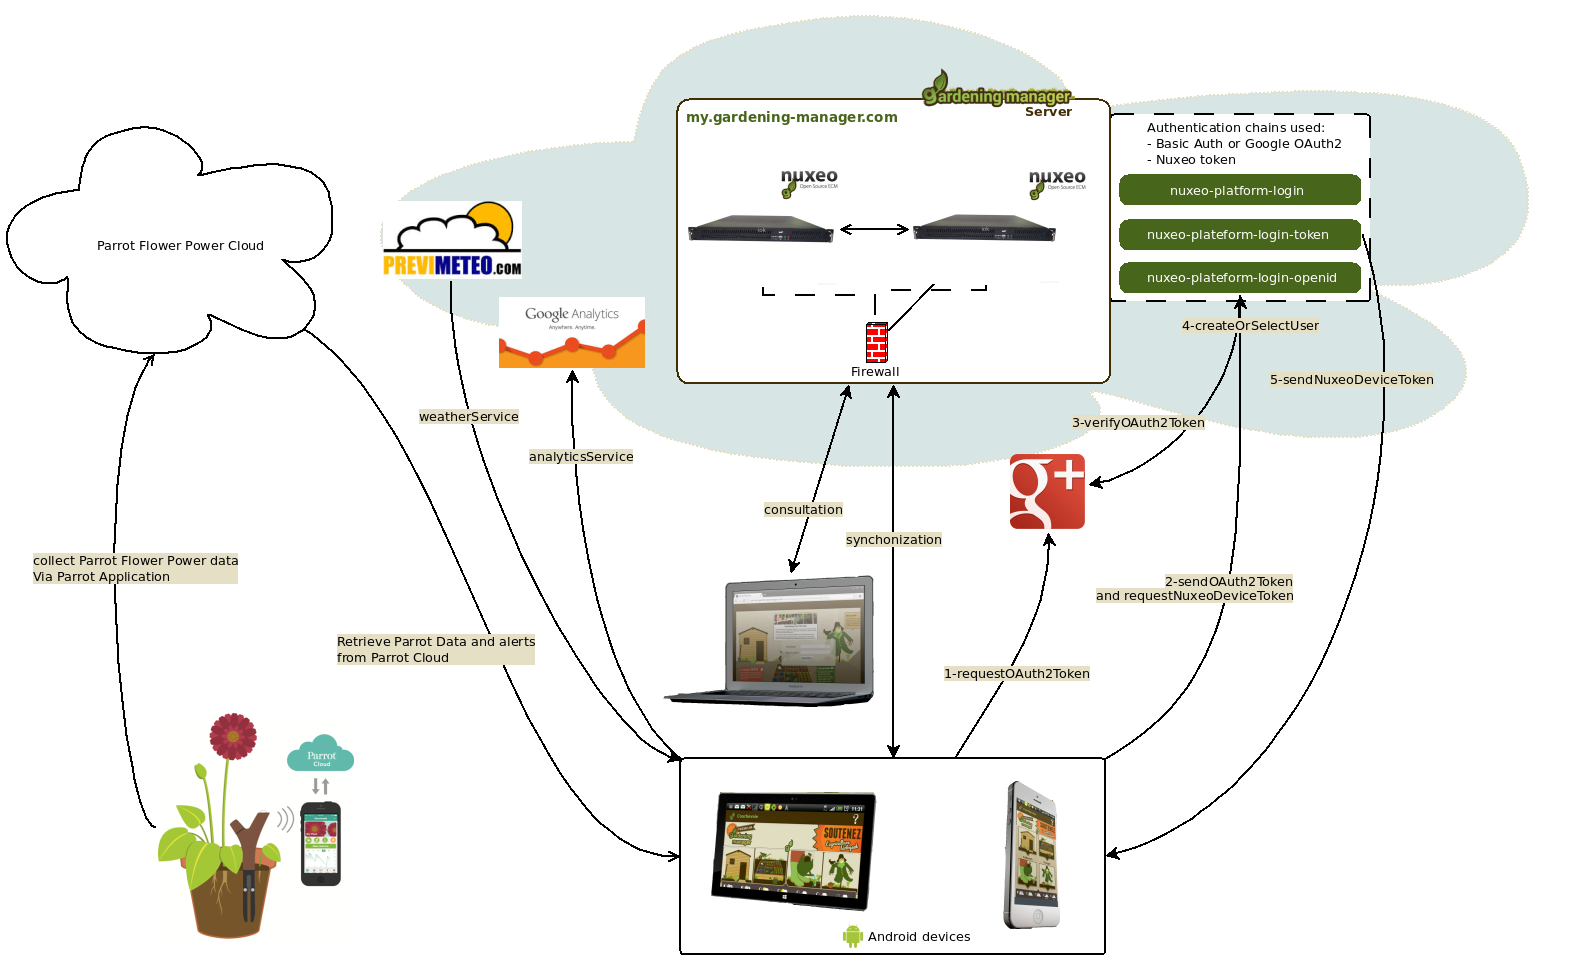 gardening manager
Server
my.gardening-manager.com
Authentication chains used:
- Basic Auth or Google OAuth2
- Nuxeo token
nuxeo
Open Source ECM
nuxeo
Open Source ECM
nuxeo-platform-login
nuxeo-plateform-login-token
nuxeo-plateform-login-openid
Parrot Flower Power Cloud
PREVIMETEO.COM
Google Analytics
Anywhere. Anytime.
Firewall
4-createOrSelectUser
5-sendNuxeoDeviceToken
weatherService
3-verifyOAuth2Token
analyticsService
g+
consultation
synchonization
collect Parrot Flower Power data
Via Parrot Application
2-sendOAuth2Token
and requestNuxeoDeviceToken
Retrieve Parrot Data and alerts
from Parrot Cloud
1-requestOAuth2Token
Parrot
Cloud
11:31
?
SOUTENEZ
Gardening
manager
Android devices